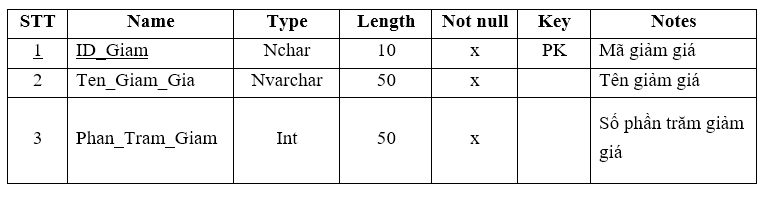 STT Name Type Length Not null Key Notes
1 ID_Giam Nchar 10 x PK Mã giảm giá
2 Ten_Giam_Gia Nvarchar 50 x Tên giảm giá
3 Phan_Tram_Giam Int 50 x Số phần trăm giảm
giá